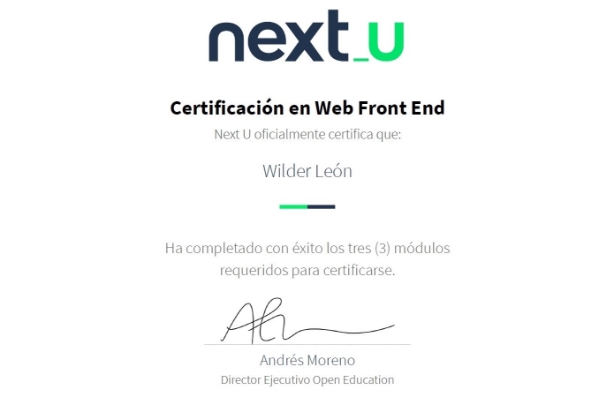 next_u
Certificación en Web Front End
Next U oficialmente certifica que:
Wilder León
Ha completado con éxito los tres (3) módulos
requeridos para certificarse.
Andrés Moreno
Director Ejecutivo Open Education